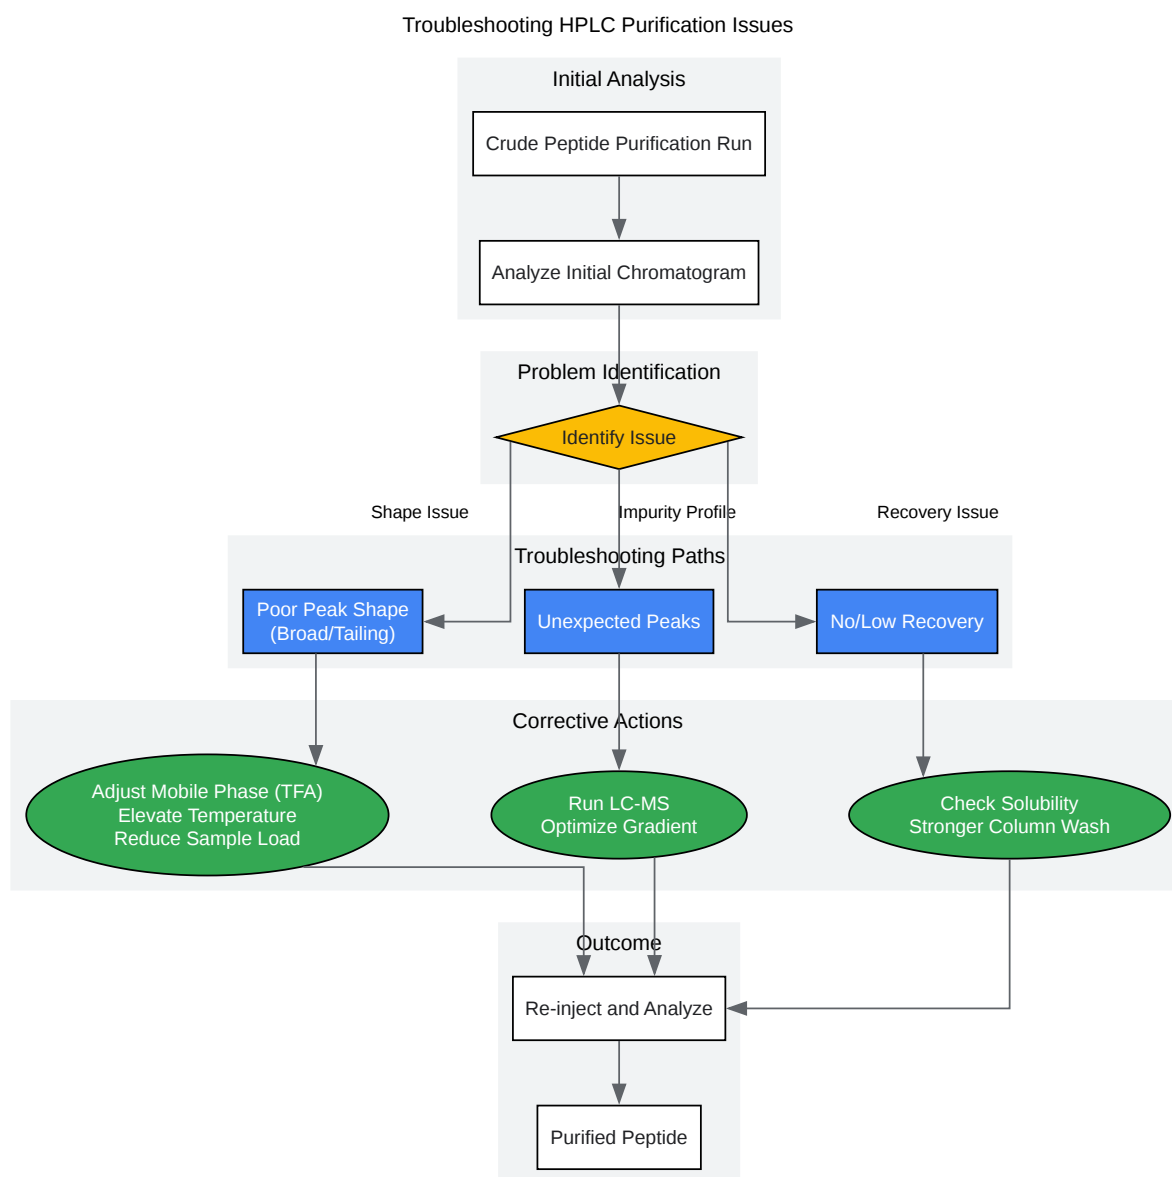 Troubleshooting HPLC Purification Issues
Initial Analysis
Crude Peptide Purification Run
Analyze Initial Chromatogram
Problem Identification
Identify Issue
Shape Issue
Impurity Profile
Recovery Issue
Troubleshooting Paths
Poor Peak Shape
(Broad/Tailing)
Unexpected Peaks
No/Low Recovery
Corrective Actions
Adjust Mobile Phase (TFA)
Elevate Temperature
Reduce Sample Load
Run LC-MS
Optimize Gradient
Check Solubility
Stronger Column Wash
Outcome
Re-inject and Analyze
Purified Peptide